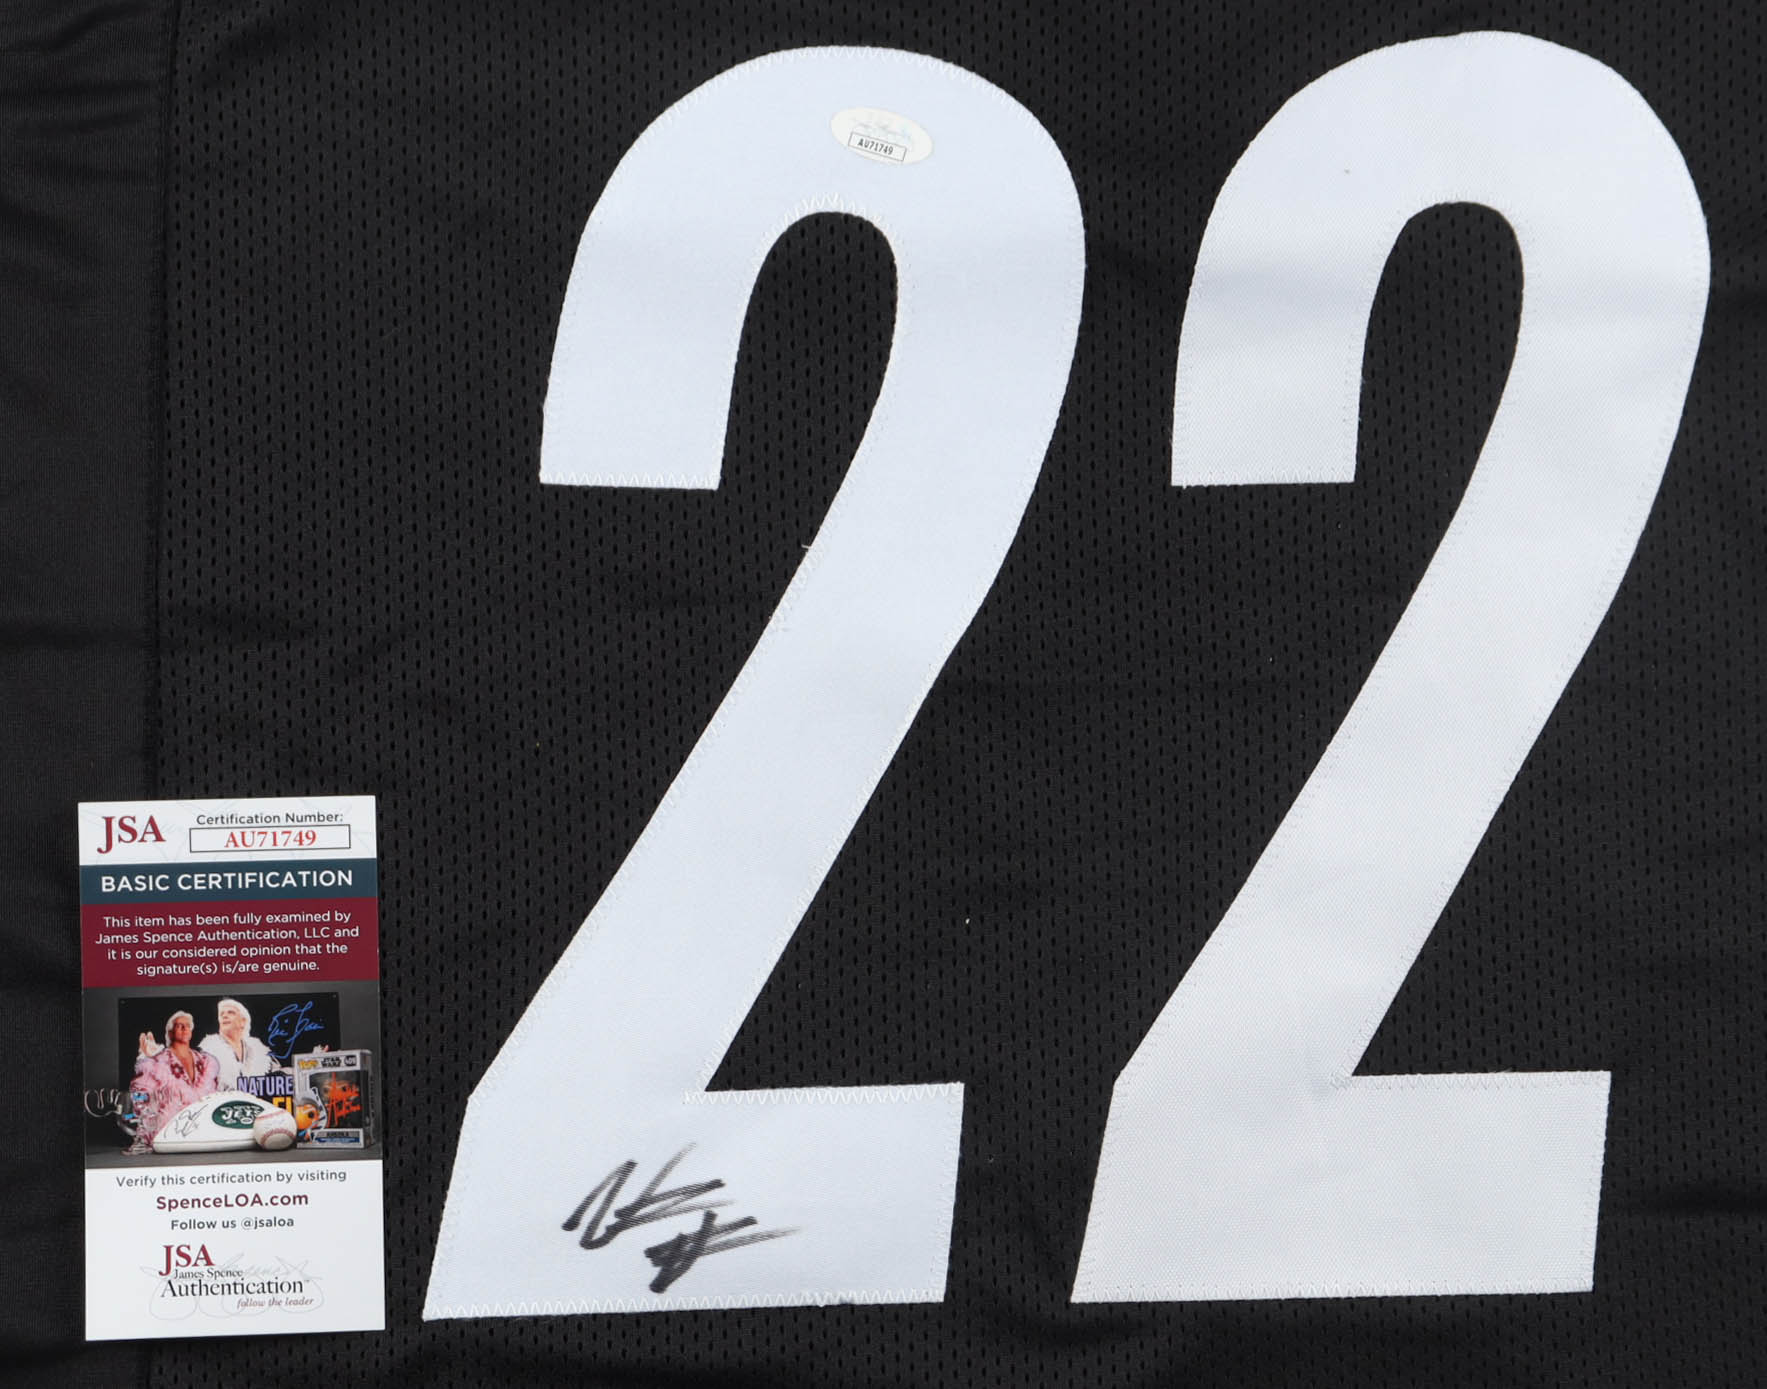 22
AU71749
JSA
Certification Number:
AU71749
BASIC CERTIFICATION
This item has been fully examined by
James Spence Authentication, LLC and
it is our considered opinion that the
signature(s) is/are genuine.
NATURE
JETS
Verify this certification by visiting
SpenceLOA.com
Follow us @jsaloa
JSA
James Spence
Authentication
follow the leader